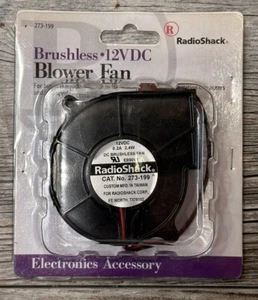 273-199
RadioShack®
Brushless • 12VDC
Blower Fan
12VDC
0.2A 2.4W
DC BRUSHLESS FAN
RadioShack®
CAT. No. 273-199
CUSTOM MFG. IN TAIWAN
FOR RADIOSHACK CORP.
FT. WORTH, TX76102
Electronics Accessory